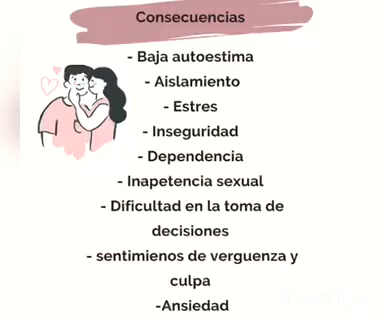 Consecuencias
- Baja autoestima
- Aislamiento
- Estres
- Inseguridad
- Dependencia
- Inapetencia sexual
- Dificultad en la toma de
decisiones
- sentimienos de verguenza y
culpa
-Ansiedad